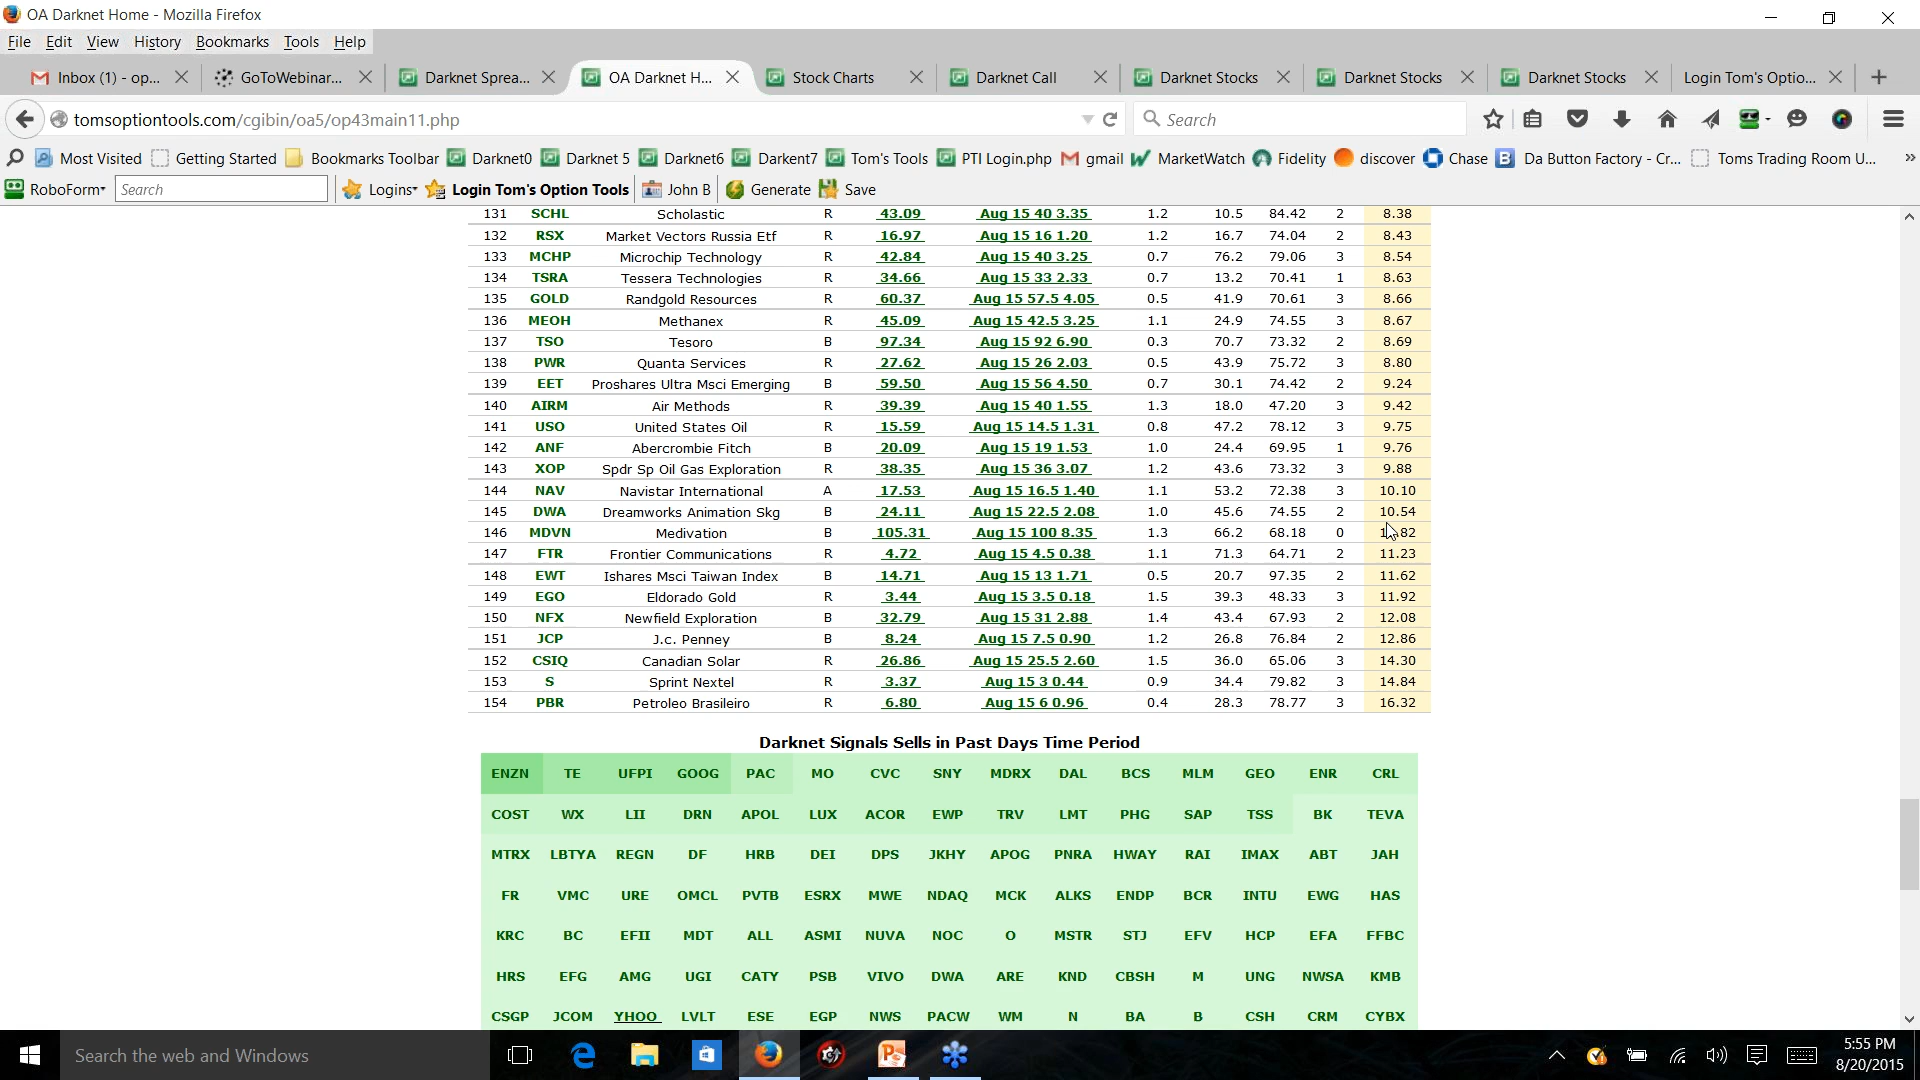 OA Darknet Home - Mozilla Firefox
File Edit View History Bookmarks Tools Help
Inbox (1) - op... GoToWebinar... Darknet Sprea... OA Darknet H... Stock Charts Darknet Call Darknet Stocks Darknet Stocks Darknet Stocks Login Tom's Optio...
tomsoptiontools.com/cgibin/oa5/op43main11.php Search
Most Visited Getting Started Bookmarks Toolbar Darknet0 Darknet 5 Darknet6 Darkent7 Tom's Tools PTI Login.php gmail MarketWatch Fidelity discover Chase Da Button Factory - Cr... Toms Trading Room U... »
RoboForm Search Logins Login Tom's Option Tools John B Generate Save
131 SCHL Scholastic R 43.09 Aug 15 40 3.35 1.2 10.5 84.42 2 8.38
132 RSX Market Vectors Russia Etf R 16.97 Aug 15 16 1.20 1.2 16.7 74.04 2 8.43
133 MCHP Microchip Technology R 42.84 Aug 15 40 3.25 0.7 76.2 79.06 3 8.54
134 TSRA Tessera Technologies R 34.66 Aug 15 33 2.33 0.7 13.2 70.41 1 8.63
135 GOLD Randgold Resources R 60.37 Aug 15 57.5 4.05 0.5 41.9 70.61 3 8.66
136 MEOH Methanex R 45.09 Aug 15 42.5 3.25 1.1 24.9 74.55 3 8.67
137 TSO Tesoro B 97.34 Aug 15 92 6.90 0.3 70.7 73.32 2 8.69
138 PWR Quanta Services R 27.62 Aug 15 26 2.03 0.5 43.9 75.72 3 8.80
139 EET Proshares Ultra Msci Emerging B 59.50 Aug 15 56 4.50 0.7 30.1 74.42 2 9.24
140 AIRM Air Methods R 39.39 Aug 15 40 1.55 1.3 18.0 47.20 3 9.42
141 USO United States Oil R 15.59 Aug 15 14.5 1.31 0.8 47.2 78.12 3 9.75
142 ANF Abercrombie Fitch B 20.09 Aug 15 19 1.53 1.0 24.4 69.95 1 9.76
143 XOP Spdr Sp Oil Gas Exploration R 38.35 Aug 15 36 3.07 1.2 43.6 73.32 3 9.88
144 NAV Navistar International A 17.53 Aug 15 16.5 1.40 1.1 53.2 72.38 3 10.10
145 DWA Dreamworks Animation Skg B 24.11 Aug 15 22.5 2.08 1.0 45.6 74.55 2 10.54
146 MDVN Medivation B 105.31 Aug 15 100 8.35 1.3 66.2 68.18 0
147 FTR Frontier Communications R 4.72 Aug 15 4.5 0.38 1.1 71.3 64.71 2 11.23
148 EWT Ishares Msci Taiwan Index B 14.71 Aug 15 13 1.71 0.5 20.7 97.35 2 11.62
149 EGO Eldorado Gold R 3.44 Aug 15 3.5 0.18 1.5 39.3 48.33 3 11.92
150 NFX Newfield Exploration B 32.79 Aug 15 31 2.88 1.4 43.4 67.93 2 12.08
151 JCP J.c. Penney B 8.24 Aug 15 7.5 0.90 1.2 26.8 76.84 2 12.86
152 CSIQ Canadian Solar R 26.86 Aug 15 25.5 2.60 1.5 36.0 65.06 3 14.30
153 S Sprint Nextel R 3.37 Aug 15 3 0.44 0.9 34.4 79.82 3 14.84
154 PBR Petroleo Brasileiro R 6.80 Aug 15 6 0.96 0.4 28.3 78.77 3 16.32
Darknet Signals Sells in Past Days Time Period
ENZN TE UFPI GOOG PAC MO CVC SNY MDRX DAL BCS MLM GEO ENR CRL
COST WX LII DRN APOL LUX ACOR EWP TRV LMT PHG SAP TSS BK TEVA
MTRX LBTYA REGN DF HRB DEI DPS JKHY APOG PNRA HWAY RAI IMAX ABT JAH
FR VMC URE OMCL PVTB ESRX MWE NDAQ MCK ALKS ENDP BCR INTU EWG HAS
KRC BC EFII MDT ALL ASMI NUVA NOC O MSTR STJ EFV HCP EFA FFBC
HRS EFG AMG UGI CATY PSB VIVO DWA ARE KND CBSH M UNG NWSA KMB
CSGP JCOM YHOO LVLT ESE EGP NWS PACW WM N BA B CSH CRM CYBX
Search the web and Windows
5:55 PM
8/20/2015